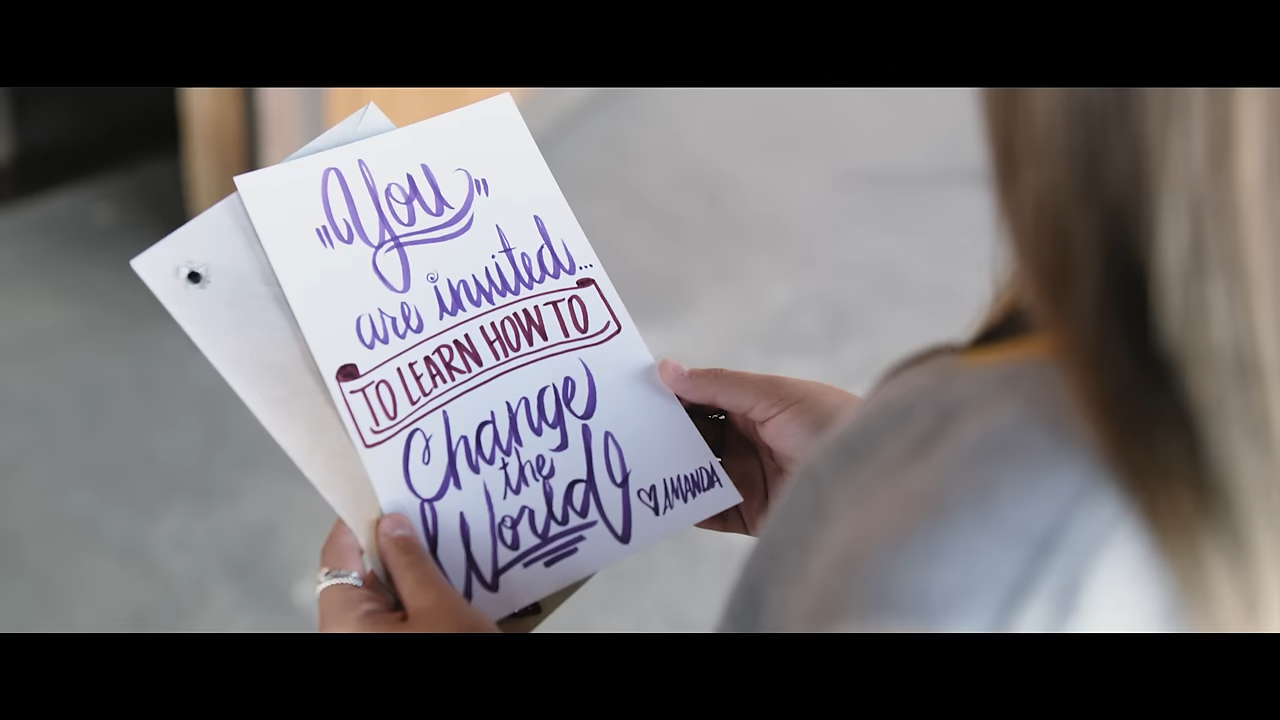 „You”
are invited...
TO LEARN HOW TO
Change
the
World
♡ AMANDA